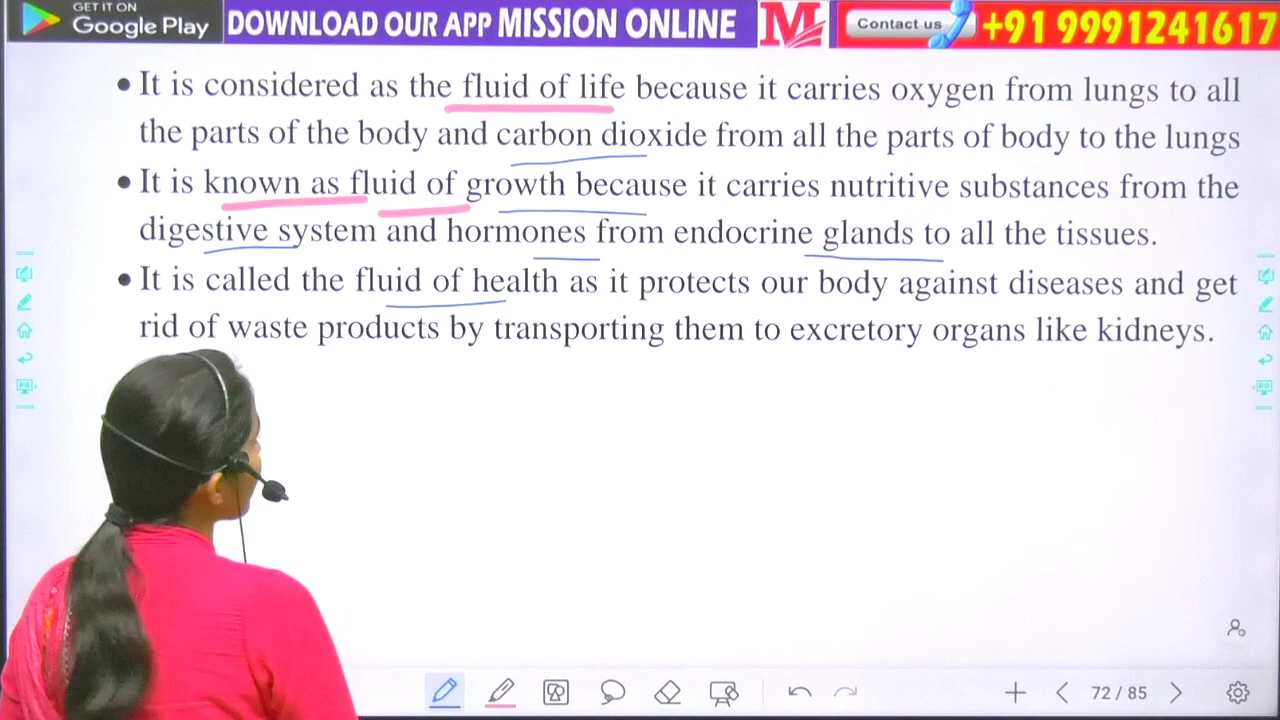 GET IT ON
Google Play
DOWNLOAD OUR APP MISSION ONLINE
M
Contact us
+91 9991241617
• It is considered as the fluid of life because it carries oxygen from lungs to all
the parts of the body and carbon dioxide from all the parts of body to the lungs
• It is known as fluid of growth because it carries nutritive substances from the
digestive system and hormones from endocrine glands to all the tissues.
• It is called the fluid of health as it protects our body against diseases and get
rid of waste products by transporting them to excretory organs like kidneys.
72 / 85